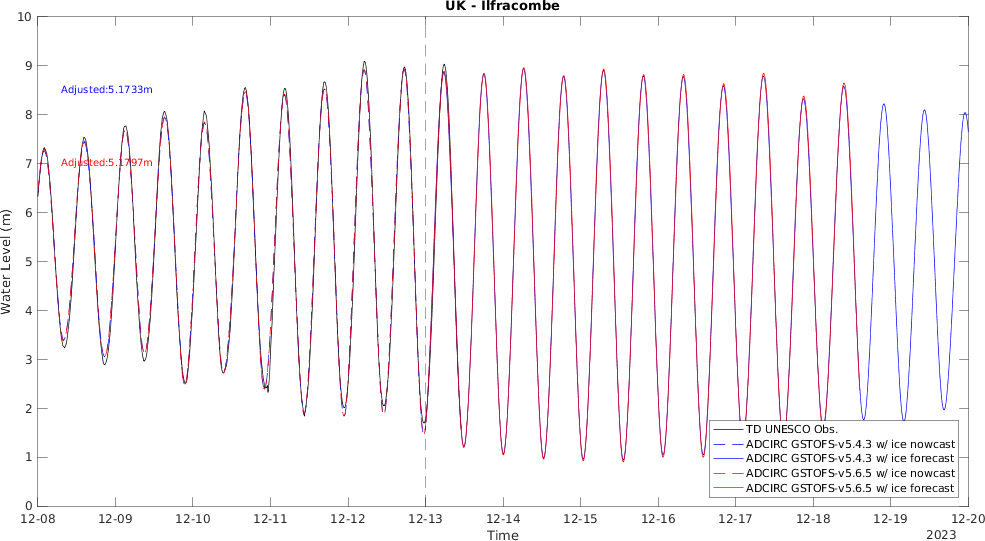 UK - Ilfracombe
10
9
8
7
6
5
4
3
2
1
0
Water Level (m)
Adjusted:5.1733m
Adjusted:5.1797m
TD UNESCO Obs.
ADCIRC GSTOFS-v5.4.3 w/ ice nowcast
ADCIRC GSTOFS-v5.4.3 w/ ice forecast
ADCIRC GSTOFS-v5.6.5 w/ ice nowcast
ADCIRC GSTOFS-v5.6.5 w/ ice forecast
12-08 12-09 12-10 12-11 12-12 12-13 12-14 12-15 12-16 12-17 12-18 12-19 12-20
Time
2023